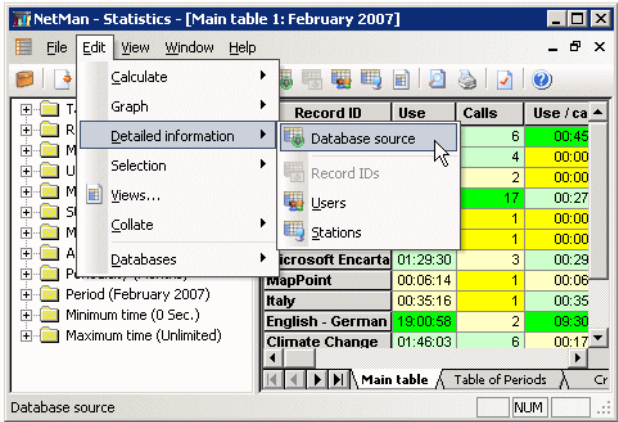 NetMan - Statistics - [Main table 1: February 2007]
File Edit View Window Help
Calculate
Graph
Detailed information
Selection
Views...
Collate
Databases
Database source
Record IDs
Users
Stations
Period (February 2007)
Minimum time (0 Sec.)
Maximum time (Unlimited)
Record ID Use Calls Use / ca
6 00:45
4 00:00
2 00:00
17 00:27
1 00:00
1 00:00
Microsoft Encarta 01:29:30 3 00:29
MapPoint 00:06:14 1 00:06
Italy 00:35:16 1 00:35
English - German 19:00:58 2 09:30
Climate Change 01:46:03 6 00:17
Main table Table of Periods Cr
Database source NUM